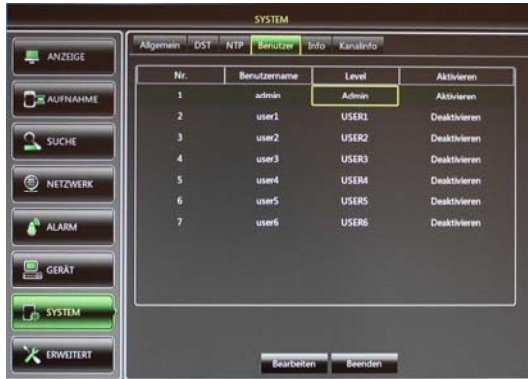 SYSTEM
Allgemein DST NTP Benutzer Info Kanalinfo
ANZEIGE
AUFNAHME
SUCHE
NETZWERK
ALARM
GERÄT
SYSTEM
ERWEITERT
Nr. Benutzername Level Aktivieren
1 admin Admin Aktivieren
2 user1 USER1 Deaktivieren
3 user2 USER2 Deaktivieren
4 user3 USER3 Deaktivieren
5 user4 USER4 Deaktivieren
6 user5 USER5 Deaktivieren
7 user6 USER6 Deaktivieren
Bearbeiten Beenden